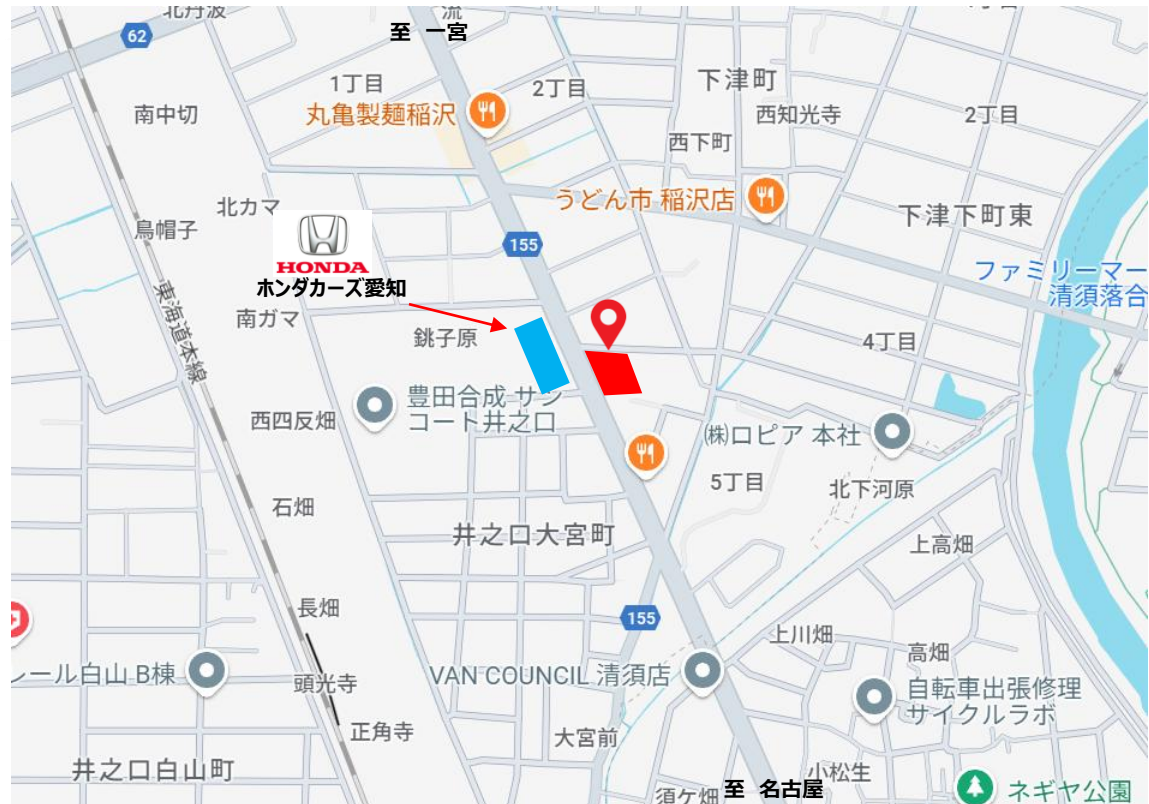 北丹波
流
至 一宮
62
1丁目
2丁目
下津町
丸亀製麺稲沢
南中切
西知光寺
2丁目
西下町
うどん市 稲沢店
北カマ
烏帽子
下津下町東
155
HONDA
ホンダカーズ愛知
ファミリーマー
清須落合
東海道本線
南ガマ
銚子原
4丁目
豊田合成 サン
コート井之口
西四反畑
㈱ロピア 本社
5丁目
北下河原
石畑
井之口大宮町
上高畑
長畑
155
上川畑
高畑
レール白山 B棟
頭光寺
VAN COUNCIL 清須店
自転車出張修理
サイクルラボ
正角寺
大宮前
井之口白山町
小松生
須ケ畑
至 名古屋
ネギヤ公園